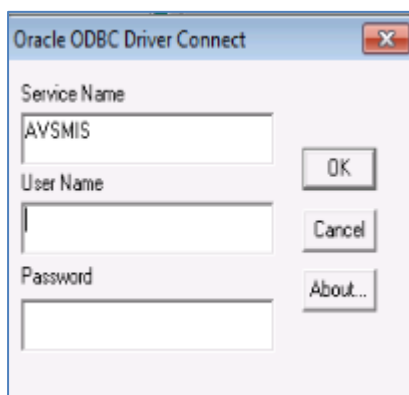 Oracle ODBC Driver Connect
Service Name
AVSMIS
OK
User Name
Cancel
Password
About...